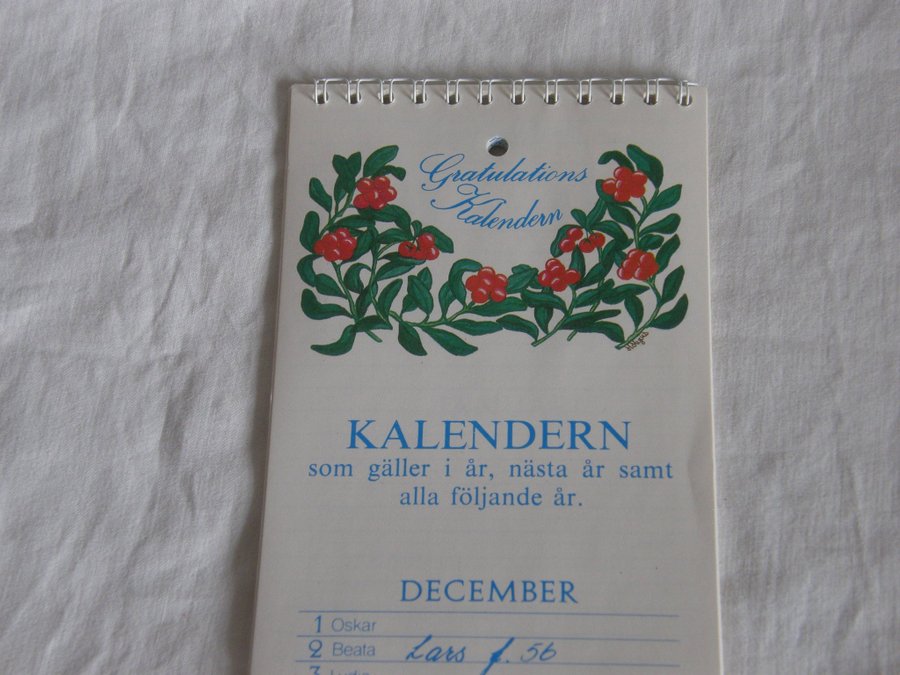 Gratulations
Kalendern
KALENDERN
som gäller i år, nästa år samt
alla följande år.
DECEMBER
1 Oskar
2 Beata Lars f. 56
3